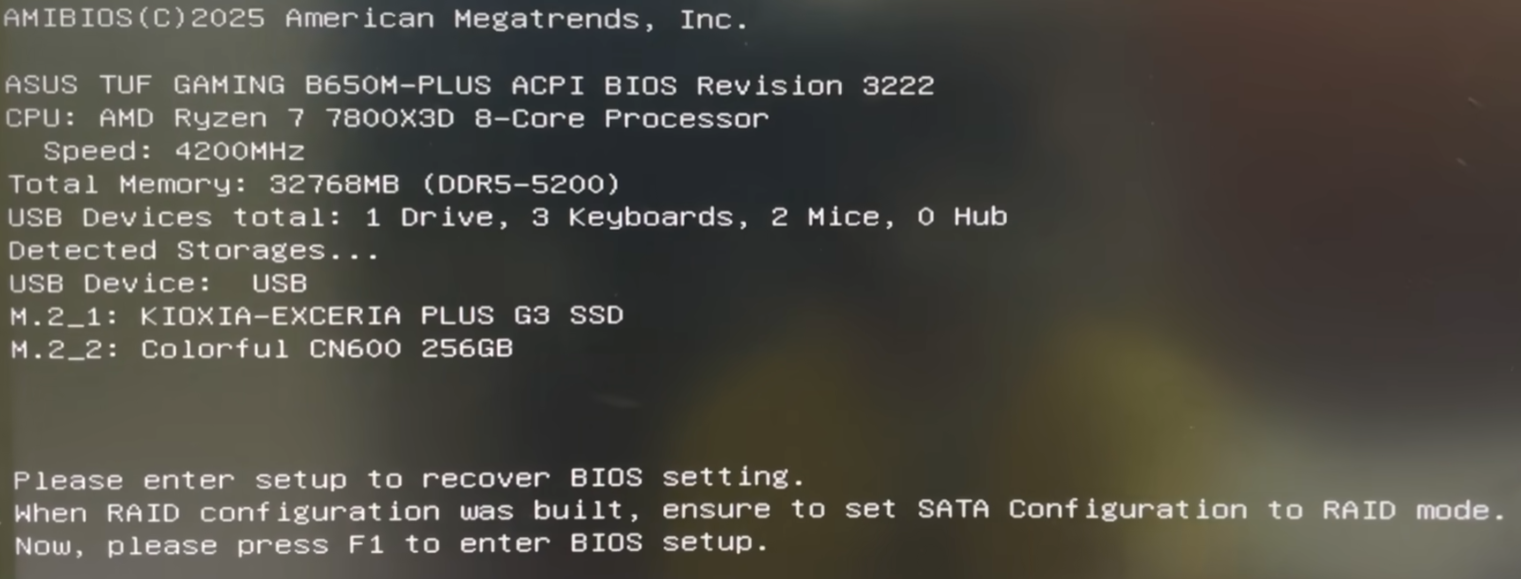 AMIBIOS(C)2025 American Megatrends, Inc.
ASUS TUF GAMING B650M-PLUS ACPI BIOS Revision 3222
CPU: AMD Ryzen 7 7800X3D 8-Core Processor
Speed: 4200MHz
Total Memory: 32768MB (DDR5-5200)
USB Devices total: 1 Drive, 3 Keyboards, 2 Mice, 0 Hub
Detected Storages...
USB Device: USB
M.2_1: KIOXIA-EXCERIA PLUS G3 SSD
M.2_2: Colorful CN600 256GB
Please enter setup to recover BIOS setting.
When RAID configuration was built, ensure to set SATA Configuration to RAID mode.
Now, please press F1 to enter BIOS setup.